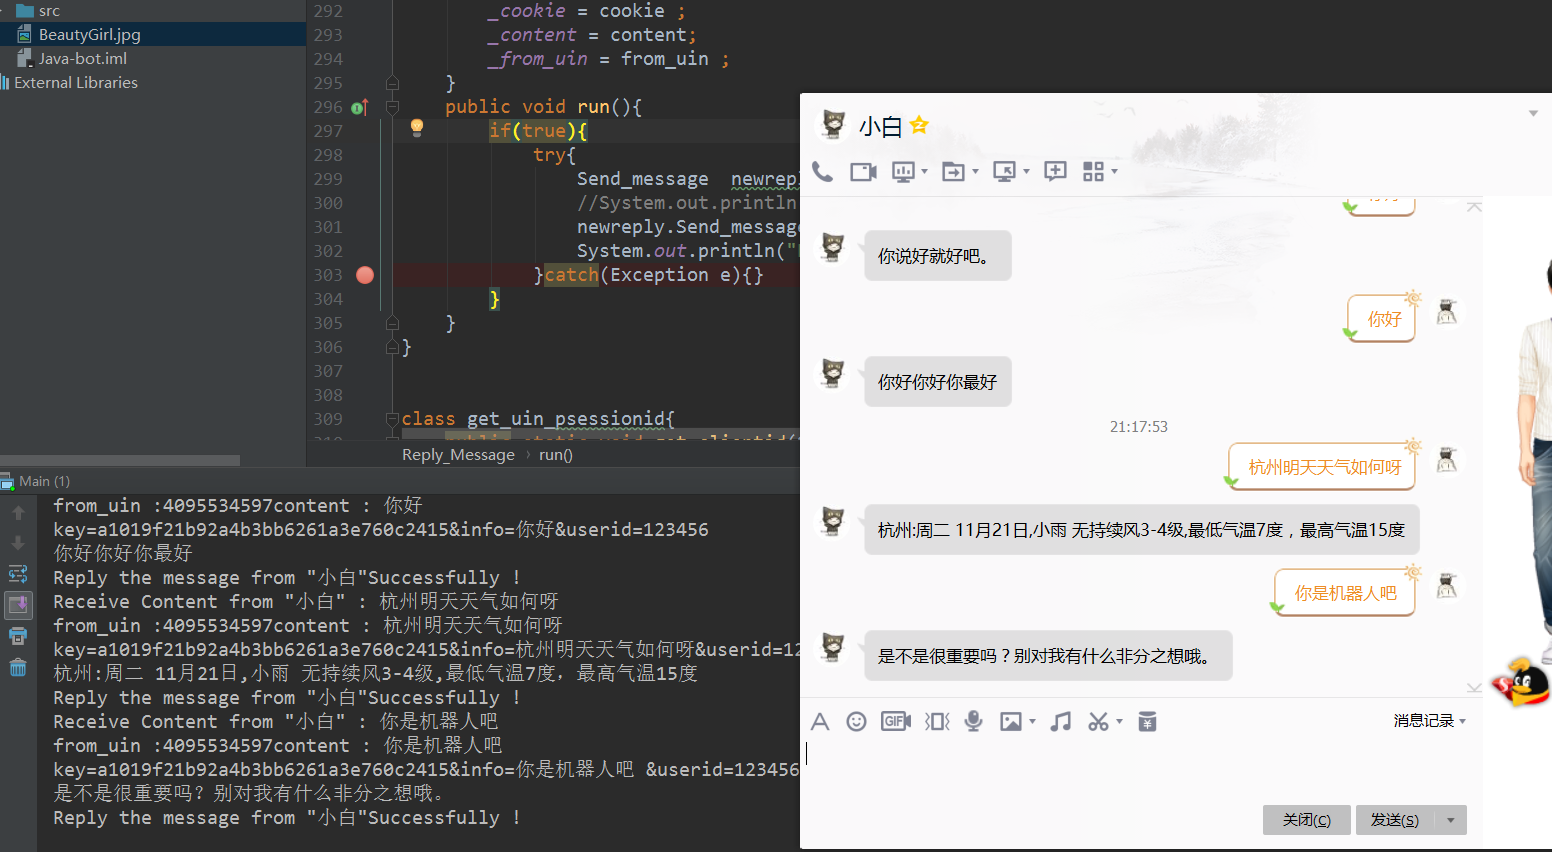 src
BeautyGirl.jpg
Java-bot.iml
External Libraries
292 _cookie = cookie ;
293 _content = content;
294 _from_uin = from_uin ;
295 }
296 public void run(){
297 if(true){
298 try{
299 Send_message newrepl
300 //System.out.println
301 newreply.Send_message
302 System.out.println("
303 }catch(Exception e){}
304 }
305 }
306 }
307
308
309 class get_uin_psessionid{
Reply_Message › run()
Main (1)
from_uin :4095534597content : 你好
key=a1019f21b92a4b3bb6261a3e760c2415&info=你好&userid=123456
你好你好你最好
Reply the message from "小白"Successfully !
Receive Content from "小白" : 杭州明天天气如何呀
from_uin :4095534597content : 杭州明天天气如何呀
key=a1019f21b92a4b3bb6261a3e760c2415&info=杭州明天天气如何呀&userid=12
杭州:周二 11月21日,小雨 无持续风3-4级,最低气温7度，最高气温15度
Reply the message from "小白"Successfully !
Receive Content from "小白" : 你是机器人吧
from_uin :4095534597content : 你是机器人吧
key=a1019f21b92a4b3bb6261a3e760c2415&info=你是机器人吧 &userid=123456
是不是很重要吗？别对我有什么非分之想哦。
Reply the message from "小白"Successfully !
小白
你说好就好吧。
你好
你好你好你最好
21:17:53
杭州明天天气如何呀
杭州:周二 11月21日,小雨 无持续风3-4级,最低气温7度，最高气温15度
你是机器人吧
是不是很重要吗？别对我有什么非分之想哦。
GIF
消息记录
关闭(C)
发送(S)